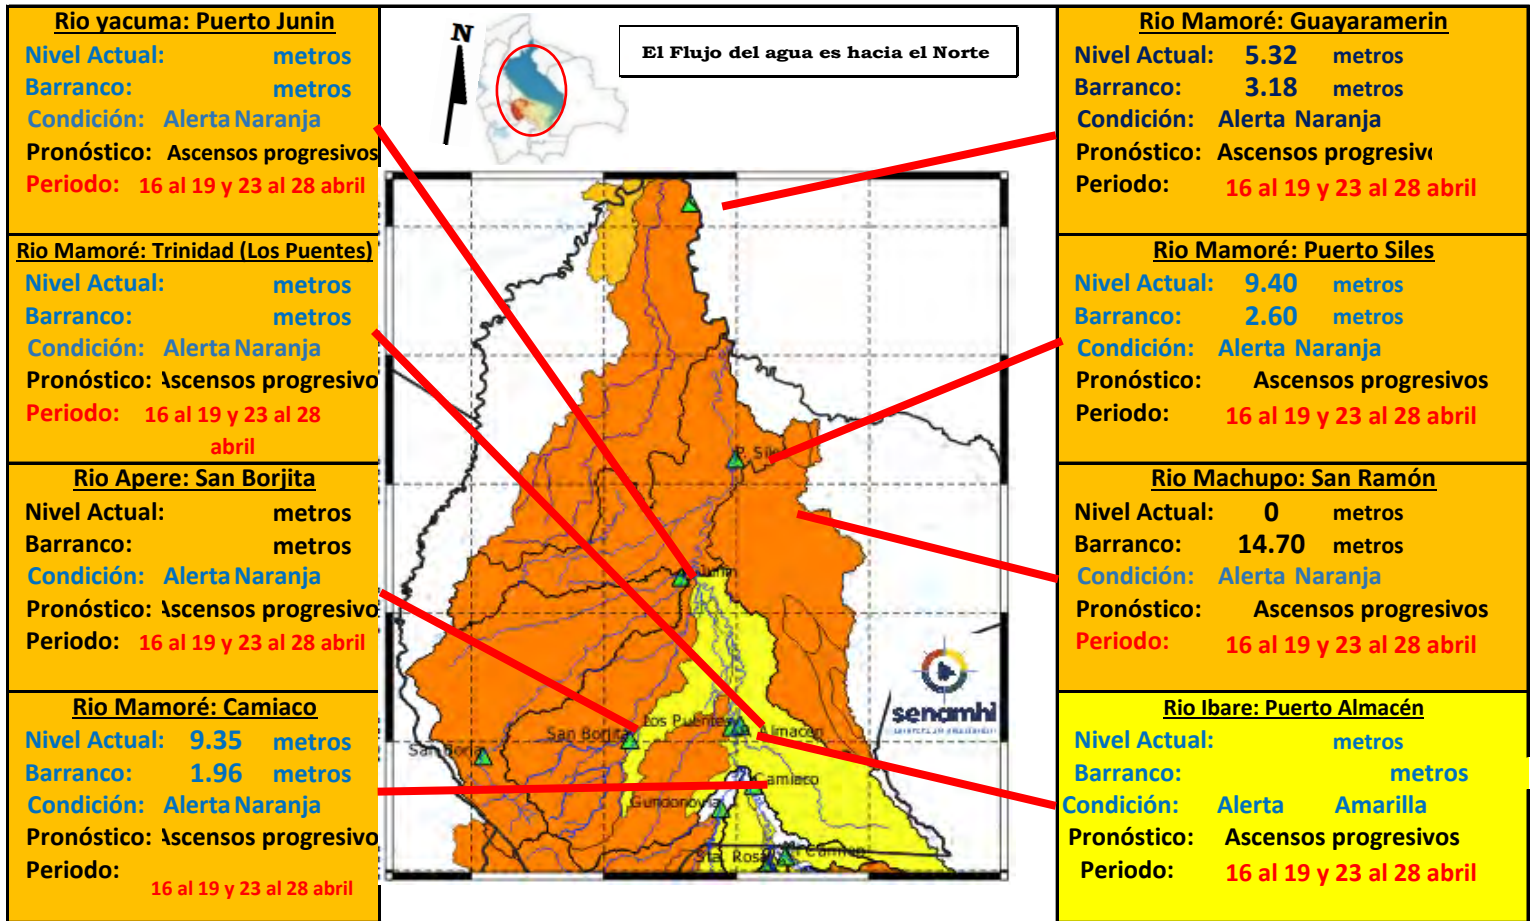 Rio yacuma: Puerto Junin
Nivel Actual: metros
Barranco: metros
Condición: Alerta Naranja
Pronóstico: Ascensos progresivos
Periodo: 16 al 19 y 23 al 28 abril
Rio Mamoré: Trinidad (Los Puentes)
Nivel Actual: metros
Barranco: metros
Condición: Alerta Naranja
Pronóstico: Ascensos progresivo
Periodo: 16 al 19 y 23 al 28
abril
Rio Apere: San Borjita
Nivel Actual: metros
Barranco: metros
Condición: Alerta Naranja
Pronóstico: Ascensos progresivo
Periodo: 16 al 19 y 23 al 28 abril
Rio Mamoré: Camiaco
Nivel Actual: 9.35 metros
Barranco: 1.96 metros
Condición: Alerta Naranja
Pronóstico: Ascensos progresivo
Periodo:
16 al 19 y 23 al 28 abril
N
El Flujo del agua es hacia el Norte
P. Sil
Junin
Los Puentes
P. Almacén
San Borjita
San Borja
Camiaco
Gundonovia
Sta. Rosa
Carmen
senamhi
Rio Mamoré: Guayaramerin
Nivel Actual: 5.32 metros
Barranco: 3.18 metros
Condición: Alerta Naranja
Pronóstico: Ascensos progresiv
Periodo: 16 al 19 y 23 al 28 abril
Rio Mamoré: Puerto Siles
Nivel Actual: 9.40 metros
Barranco: 2.60 metros
Condición: Alerta Naranja
Pronóstico: Ascensos progresivos
Periodo: 16 al 19 y 23 al 28 abril
Rio Machupo: San Ramón
Nivel Actual: 0 metros
Barranco: 14.70 metros
Condición: Alerta Naranja
Pronóstico: Ascensos progresivos
Periodo: 16 al 19 y 23 al 28 abril
Rio Ibare: Puerto Almacén
Nivel Actual: metros
Barranco: metros
Condición: Alerta Amarilla
Pronóstico: Ascensos progresivos
Periodo: 16 al 19 y 23 al 28 abril